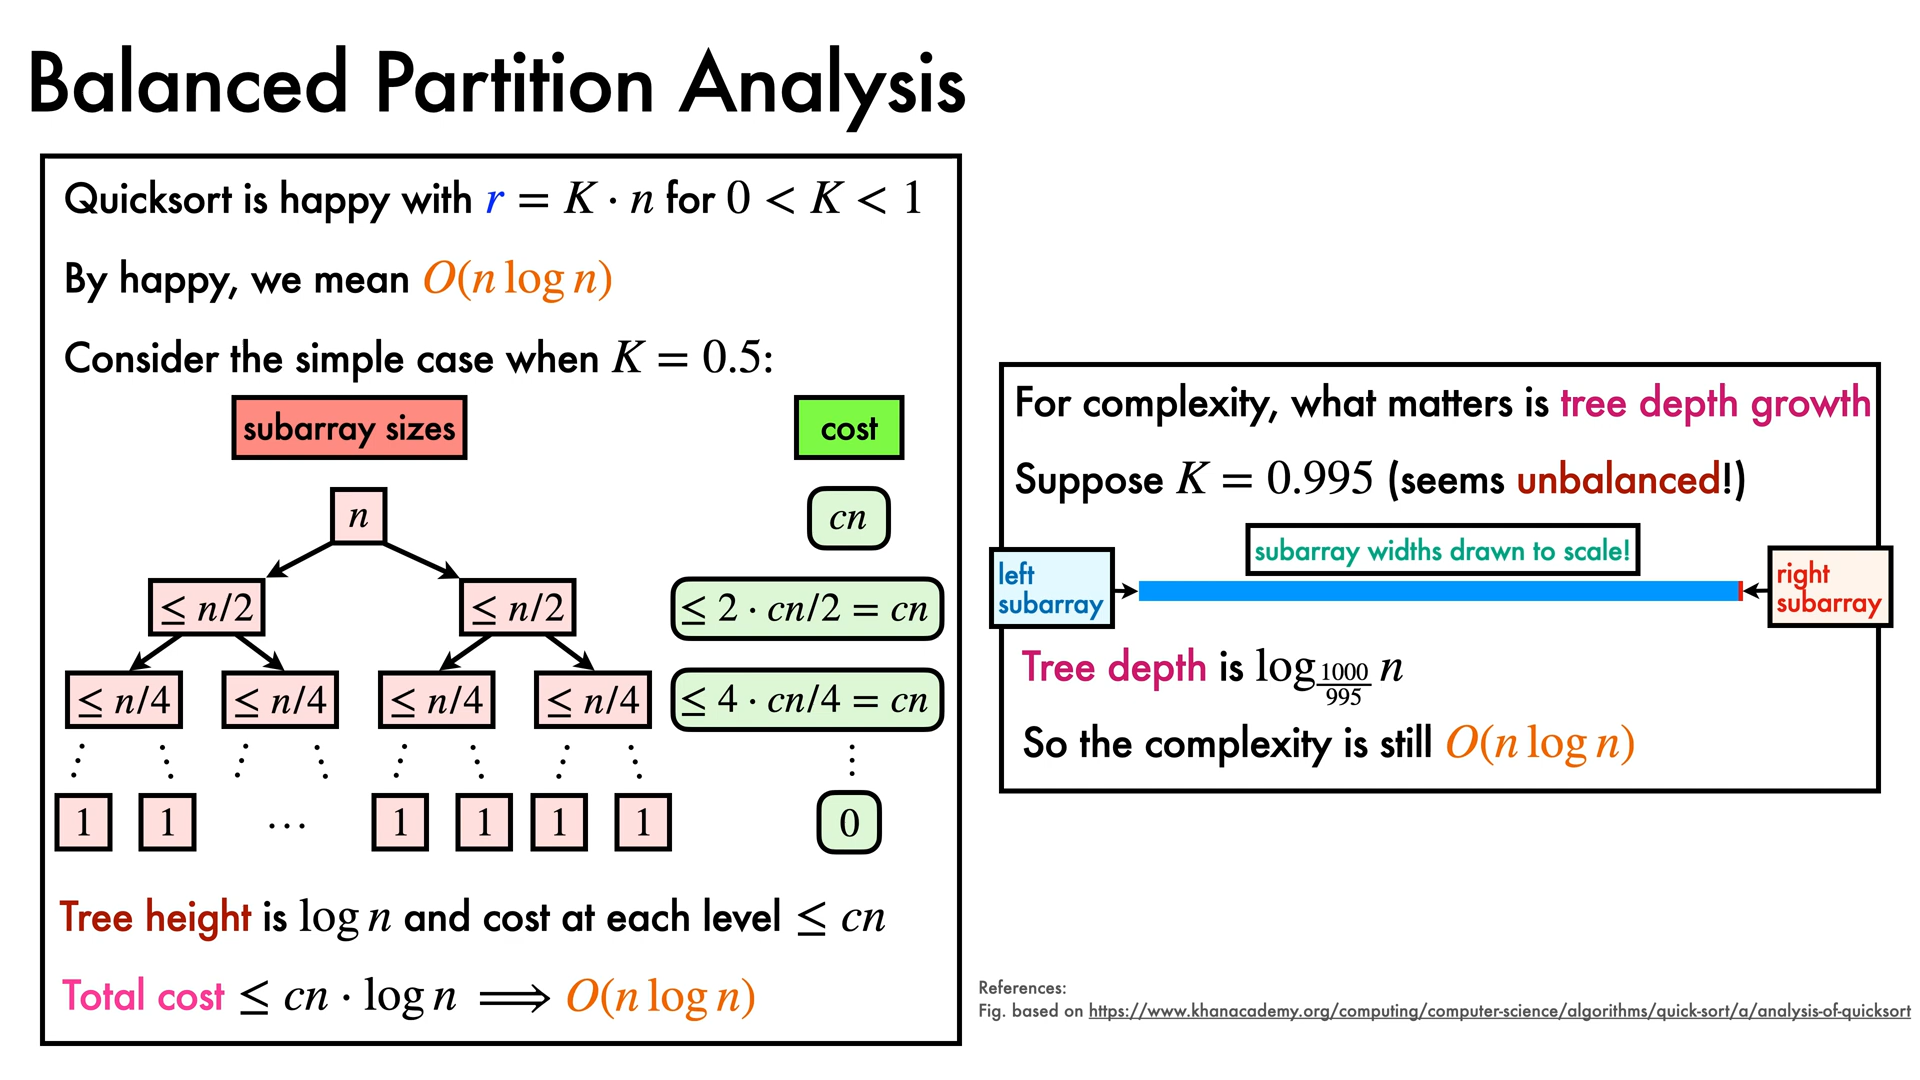 Balanced Partition Analysis
Quicksort is happy with r = K · n for 0 < K < 1
By happy, we mean O(n log n)
Consider the simple case when K = 0.5:
subarray sizes
cost
n
cn
≤ n/2
≤ n/2
≤ 2 · cn/2 = cn
≤ n/4
≤ n/4
≤ n/4
≤ n/4
≤ 4 · cn/4 = cn
1
1
…
1
1
1
1
0
Tree height is log n and cost at each level ≤ cn
Total cost ≤ cn · log n ⟹ O(n log n)
For complexity, what matters is tree depth growth
Suppose K = 0.995 (seems unbalanced!)
subarray widths drawn to scale!
left
subarray
right
subarray
Tree depth is log_{1000/995} n
So the complexity is still O(n log n)
References:
Fig. based on https://www.khanacademy.org/computing/computer-science/algorithms/quick-sort/a/analysis-of-quicksort